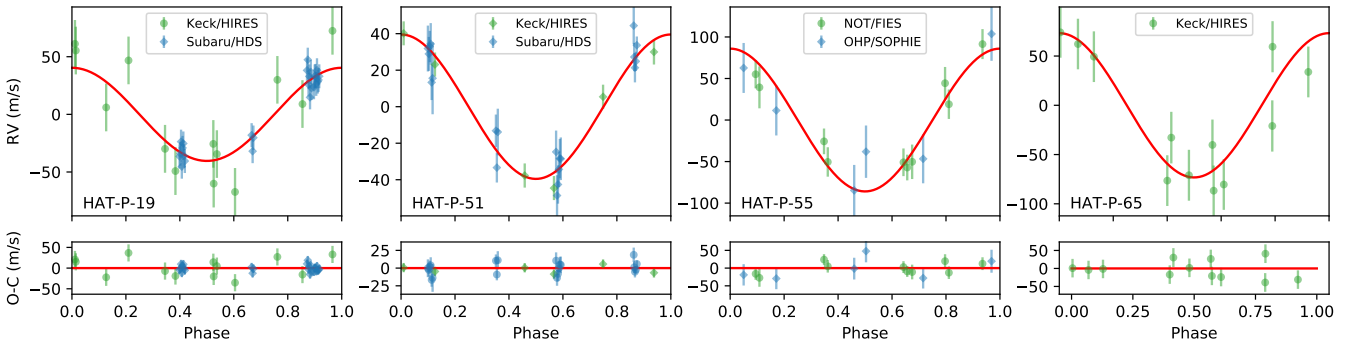 Keck/HIRES
Subaru/HDS
RV (m/s)
50
0
−50
HAT-P-19
O-C (m/s)
50
0
−50
0.0 0.2 0.4 0.6 0.8 1.0
Phase
Keck/HIRES
Subaru/HDS
60
40
20
0
−20
−40
HAT-P-51
25
0
−25
0.0 0.2 0.4 0.6 0.8 1.0
Phase
NOT/FIES
OHP/SOPHIE
100
50
0
−50
−100
HAT-P-55
50
0
−50
0.0 0.2 0.4 0.6 0.8 1.0
Phase
Keck/HIRES
50
0
−50
−100
HAT-P-65
50
0
−50
0.00 0.25 0.50 0.75 1.00
Phase